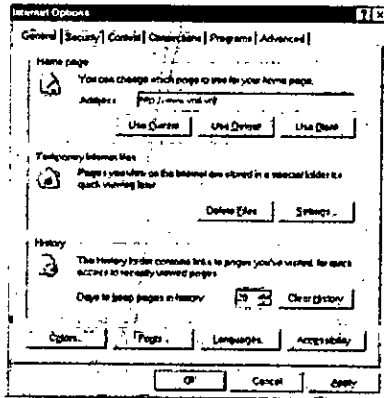 Internet Options
General Security Content Connections Programs Advanced
Home page
You can change which page to use for your home page.
Address:
Use Current Use Default Use Blank
Temporary Internet files
Pages you view on the Internet are stored in a special folder for
quick viewing later.
Delete Files Settings...
History
The History folder contains links to pages you've visited, for quick
access to recently viewed pages.
Days to keep pages in history: 20 Clear History
Colors... Fonts... Languages... Accessibility
OK Cancel Apply